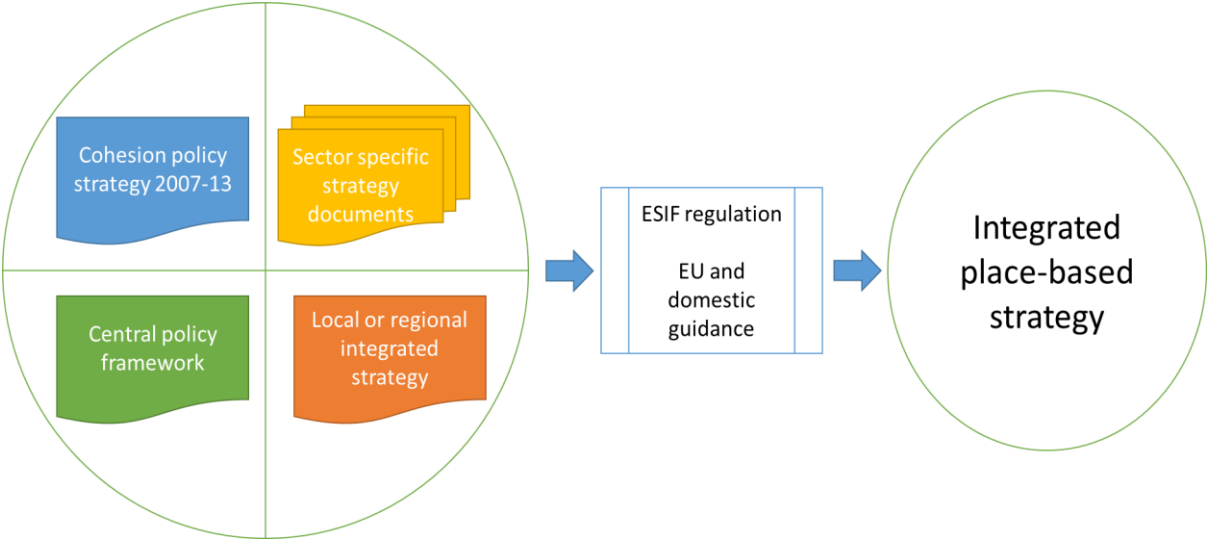 Cohesion policy
strategy 2007-13
Sector specific
strategy
documents
Central policy
framework
Local or regional
integrated
strategy
ESIF regulation
EU and
domestic
guidance
Integrated
place-based
strategy